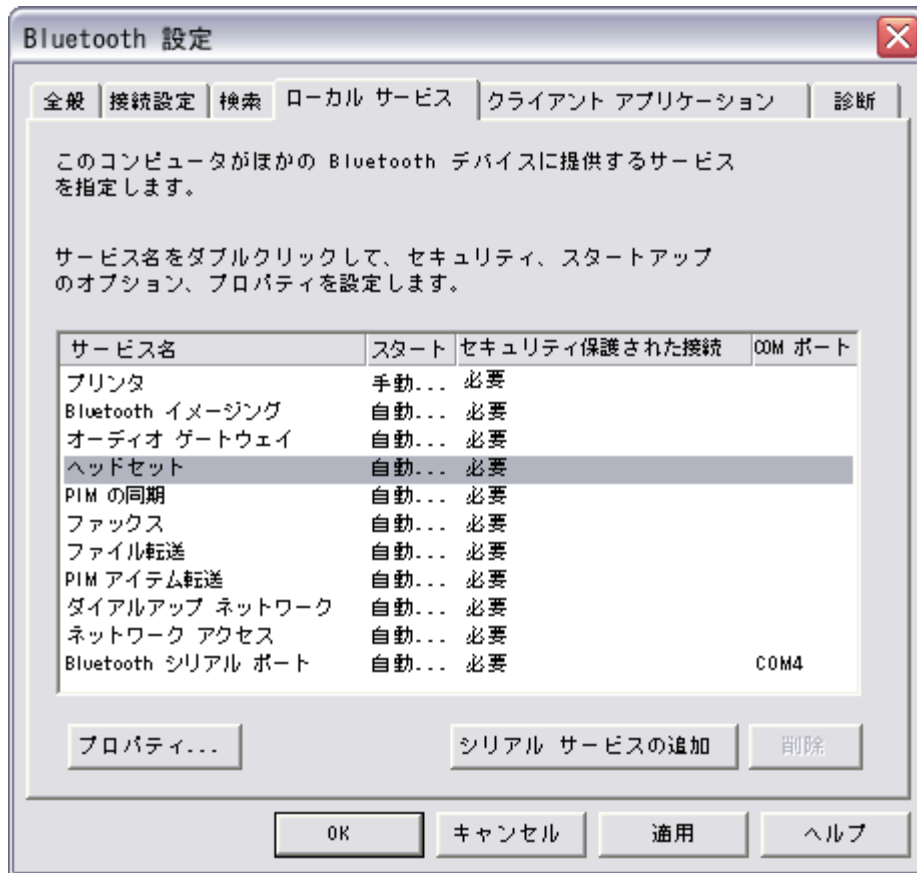 Bluetooth 設定
全般 接続設定 検索 ローカル サービス クライアント アプリケーション 診断
このコンピュータがほかの Bluetooth デバイスに提供するサービス
を指定します。
サービス名をダブルクリックして、セキュリティ、スタートアップ
のオプション、プロパティを設定します。
サービス名 スタート セキュリティ保護された接続 COM ポート
プリンタ 手動... 必要
Bluetooth イメージング 自動... 必要
オーディオ ゲートウェイ 自動... 必要
ヘッドセット 自動... 必要
PIM の同期 自動... 必要
ファックス 自動... 必要
ファイル転送 自動... 必要
PIM アイテム転送 自動... 必要
ダイアルアップ ネットワーク 自動... 必要
ネットワーク アクセス 自動... 必要
Bluetooth シリアル ポート 自動... 必要 COM4
プロパティ... シリアル サービスの追加 削除
OK キャンセル 適用 ヘルプ